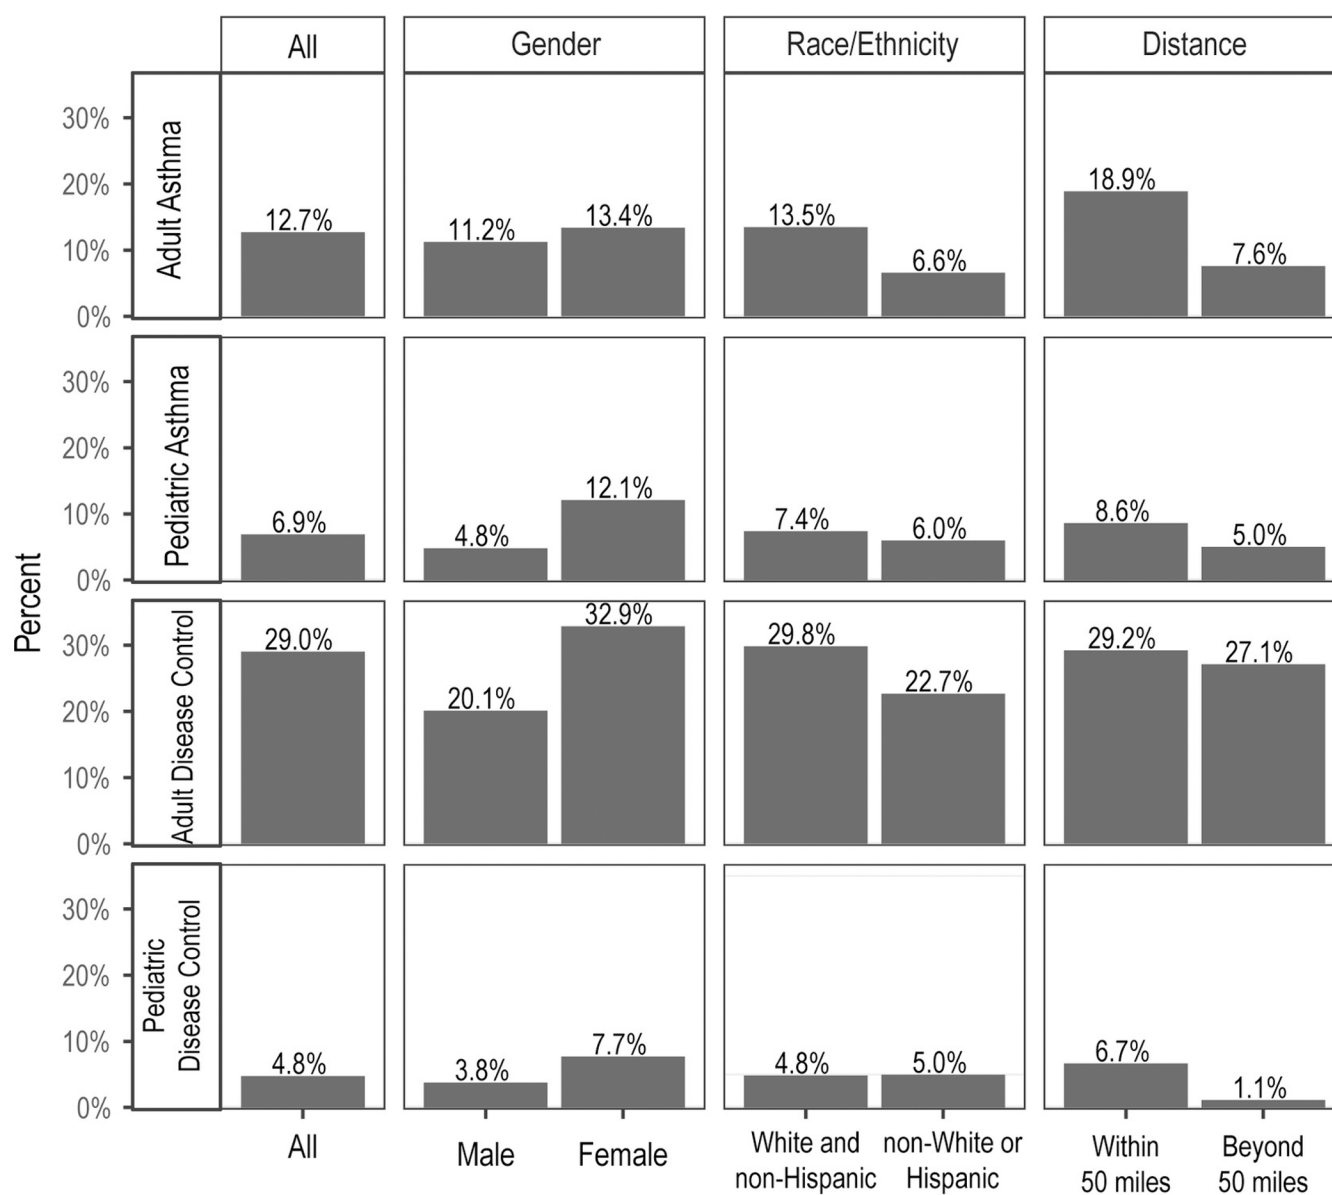 All
Gender
Race/Ethnicity
Distance
Percent
Adult Asthma
30%
20%
10%
0%
12.7%
11.2%
13.4%
13.5%
6.6%
18.9%
7.6%
Pediatric Asthma
30%
20%
10%
0%
6.9%
4.8%
12.1%
7.4%
6.0%
8.6%
5.0%
Adult Disease Control
30%
20%
10%
0%
29.0%
20.1%
32.9%
29.8%
22.7%
29.2%
27.1%
Pediatric
Disease Control
30%
20%
10%
0%
4.8%
3.8%
7.7%
4.8%
5.0%
6.7%
1.1%
All
Male
Female
White and
non-Hispanic
non-White or
Hispanic
Within
50 miles
Beyond
50 miles